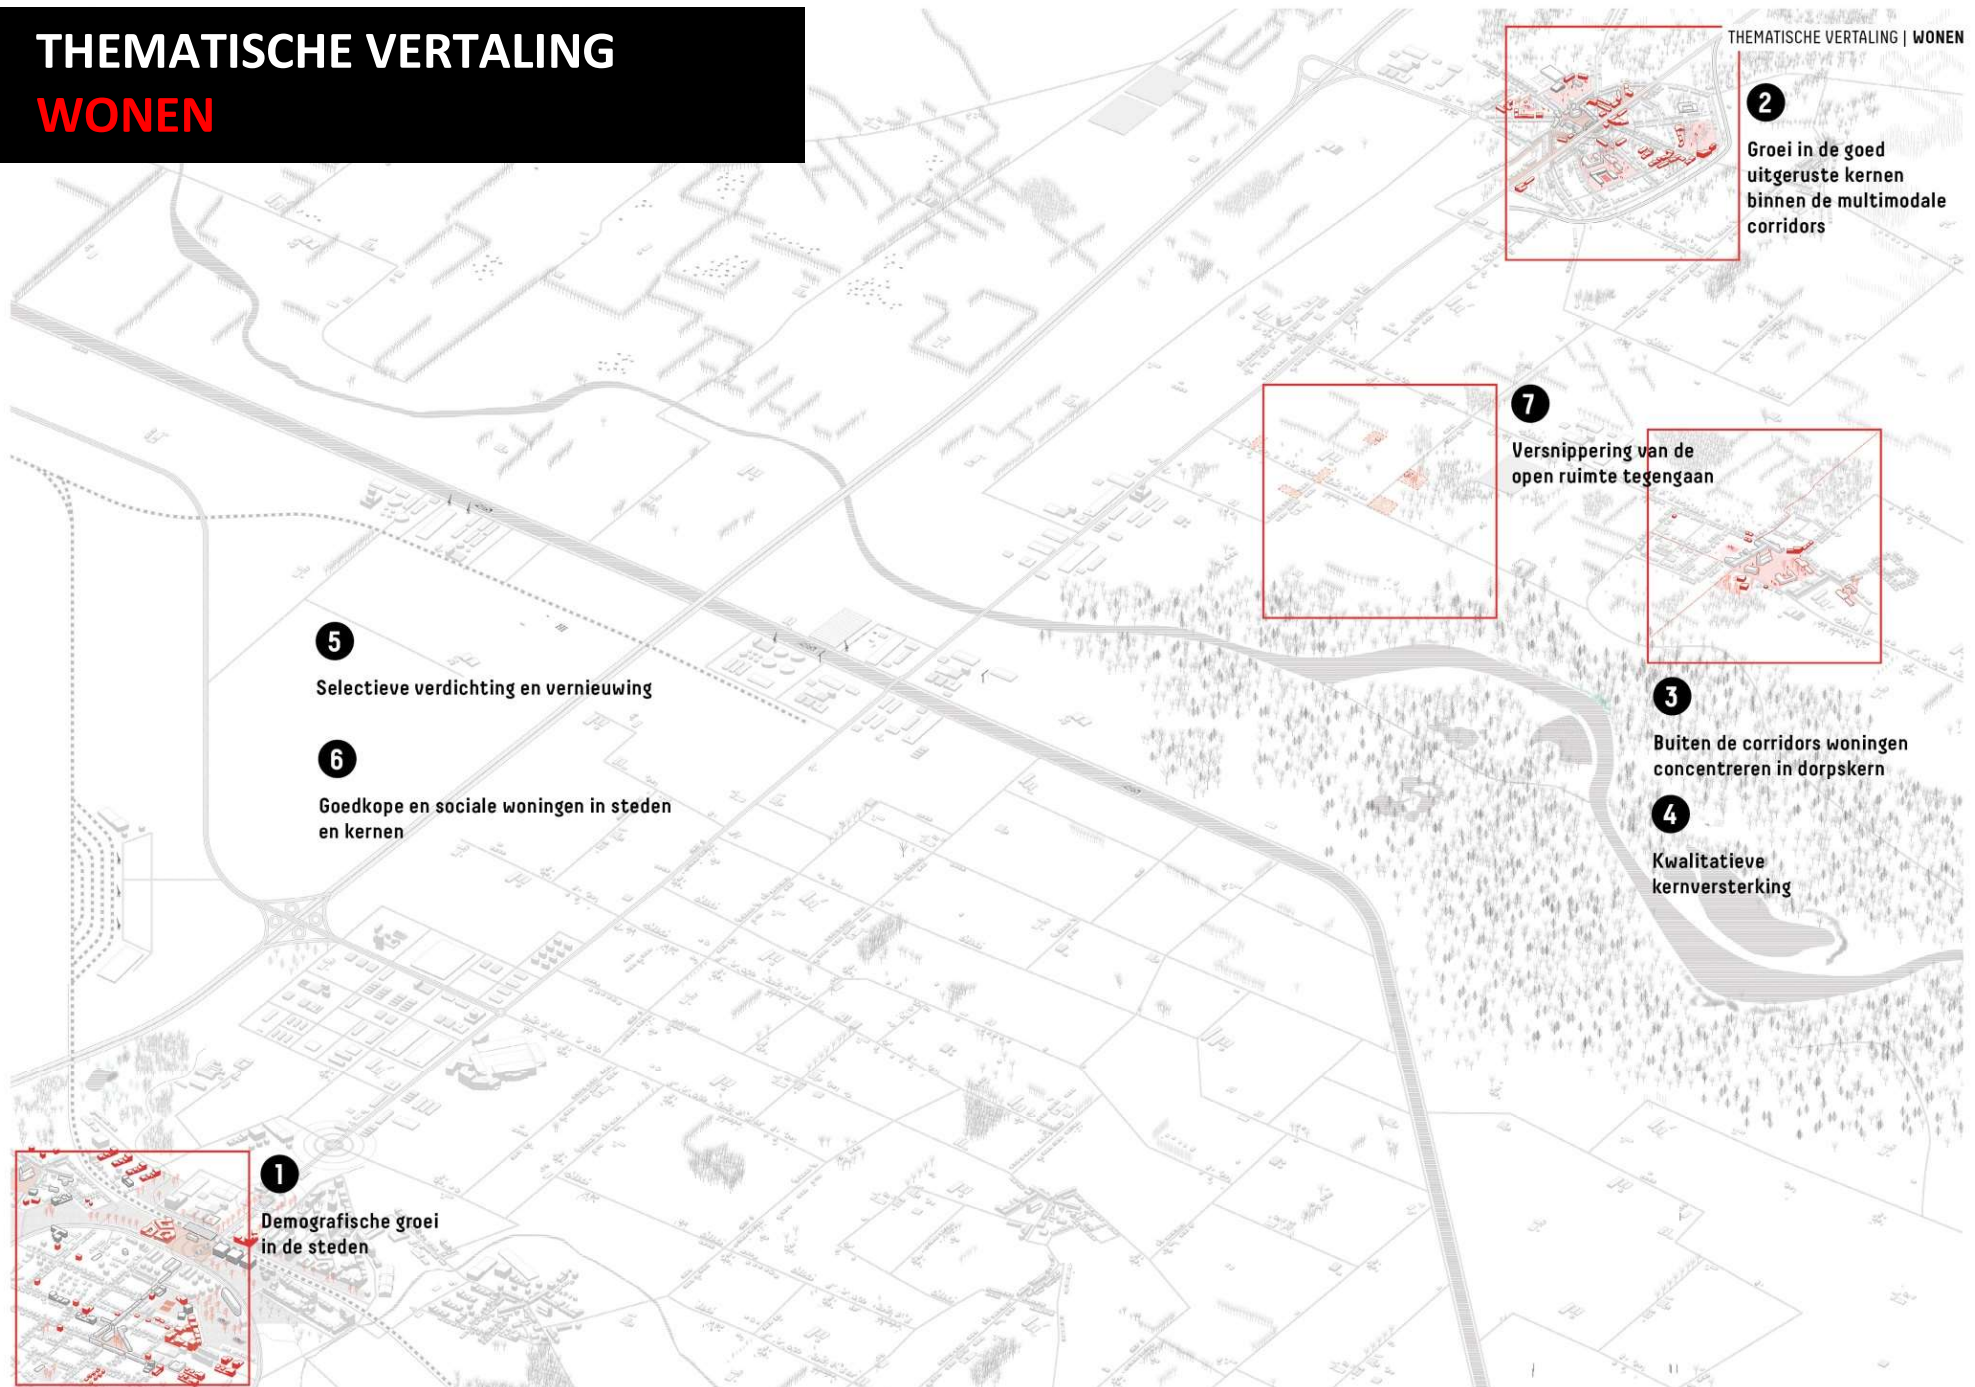 THEMATISCHE VERTALING
WONEN
THEMATISCHE VERTALING | WONEN
2
Groei in de goed
uitgeruste kernen
binnen de multimodale
corridors
7
Versnippering van de
open ruimte tegengaan
5
Selectieve verdichting en vernieuwing
6
Goedkope en sociale woningen in steden
en kernen
3
Buiten de corridors woningen
concentreren in dorpskern
4
Kwalitatieve
kernversterking
1
Demografische groei
in de steden